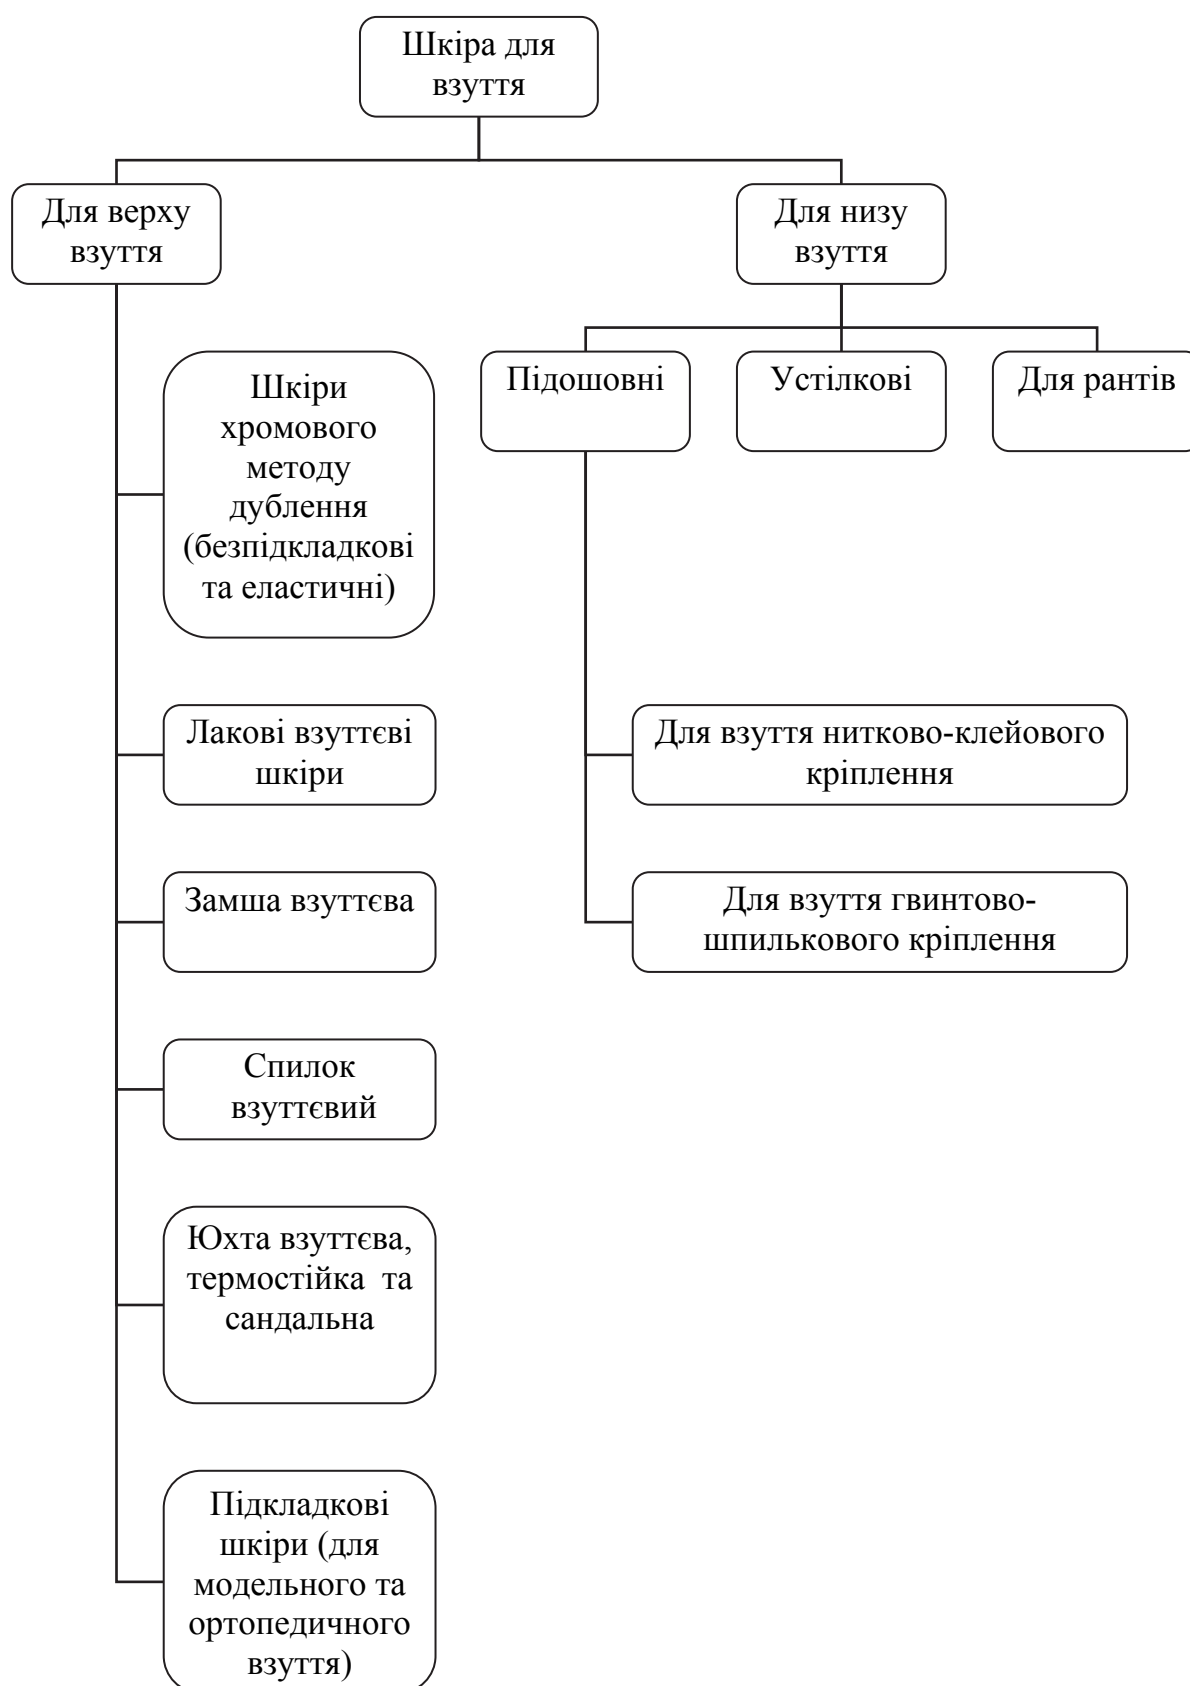 Шкіра для
взуття
Для верху
взуття
Для низу
взуття
Шкіри
хромового
методу
дублення
(безпідкладкові
та еластичні)
Підошовні
Устілкові
Для рантів
Лакові взуттєві
шкіри
Для взуття нитково-клейового
кріплення
Замша взуттєва
Для взуття гвинтово-
шпилькового кріплення
Спилок
взуттєвий
Юхта взуттєва,
термостійка та
сандальна
Підкладкові
шкіри (для
модельного та
ортопедичного
взуття)